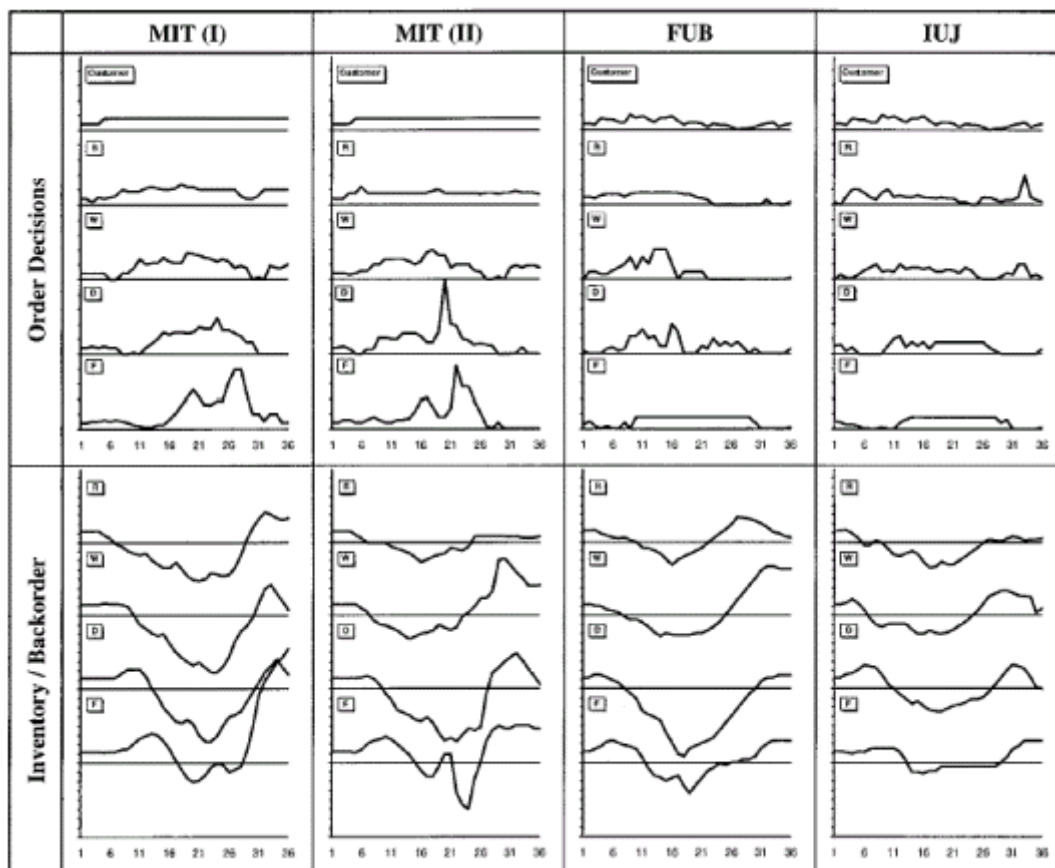 MIT (I) MIT (II) FUB IUJ
Order Decisions
Customer Customer Customer Customer
R R R R
W W W W
D D D D
F F F F
1 6 11 16 21 26 31 36 1 6 11 16 21 26 31 36 1 6 11 16 21 26 31 36 1 6 11 16 21 26 31 36
Inventory / Backorder
R R R R
W W W W
D D D D
F F F F
1 6 11 16 21 26 31 36 1 6 11 16 21 26 31 36 1 6 11 16 21 26 31 36 1 6 11 16 21 26 31 36